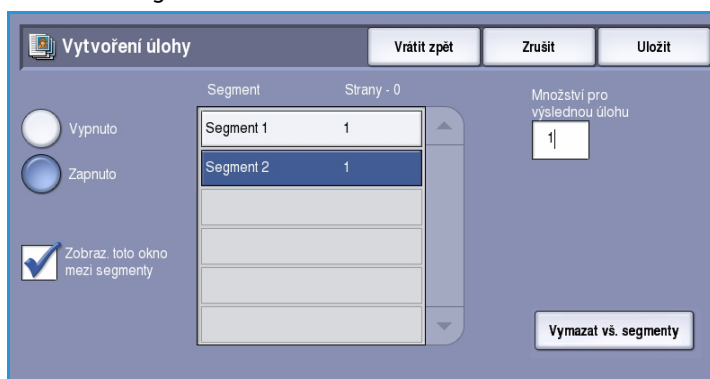 Vytvoření úlohy
Vrátit zpět
Zrušit
Uložit
Segment Strany - 0
Segment 1 1
Segment 2 1
Vypnuto
Zapnuto
Zobraz. toto okno
mezi segmenty
Množství pro
výslednou úlohu
1
Vymazat vš. segmenty